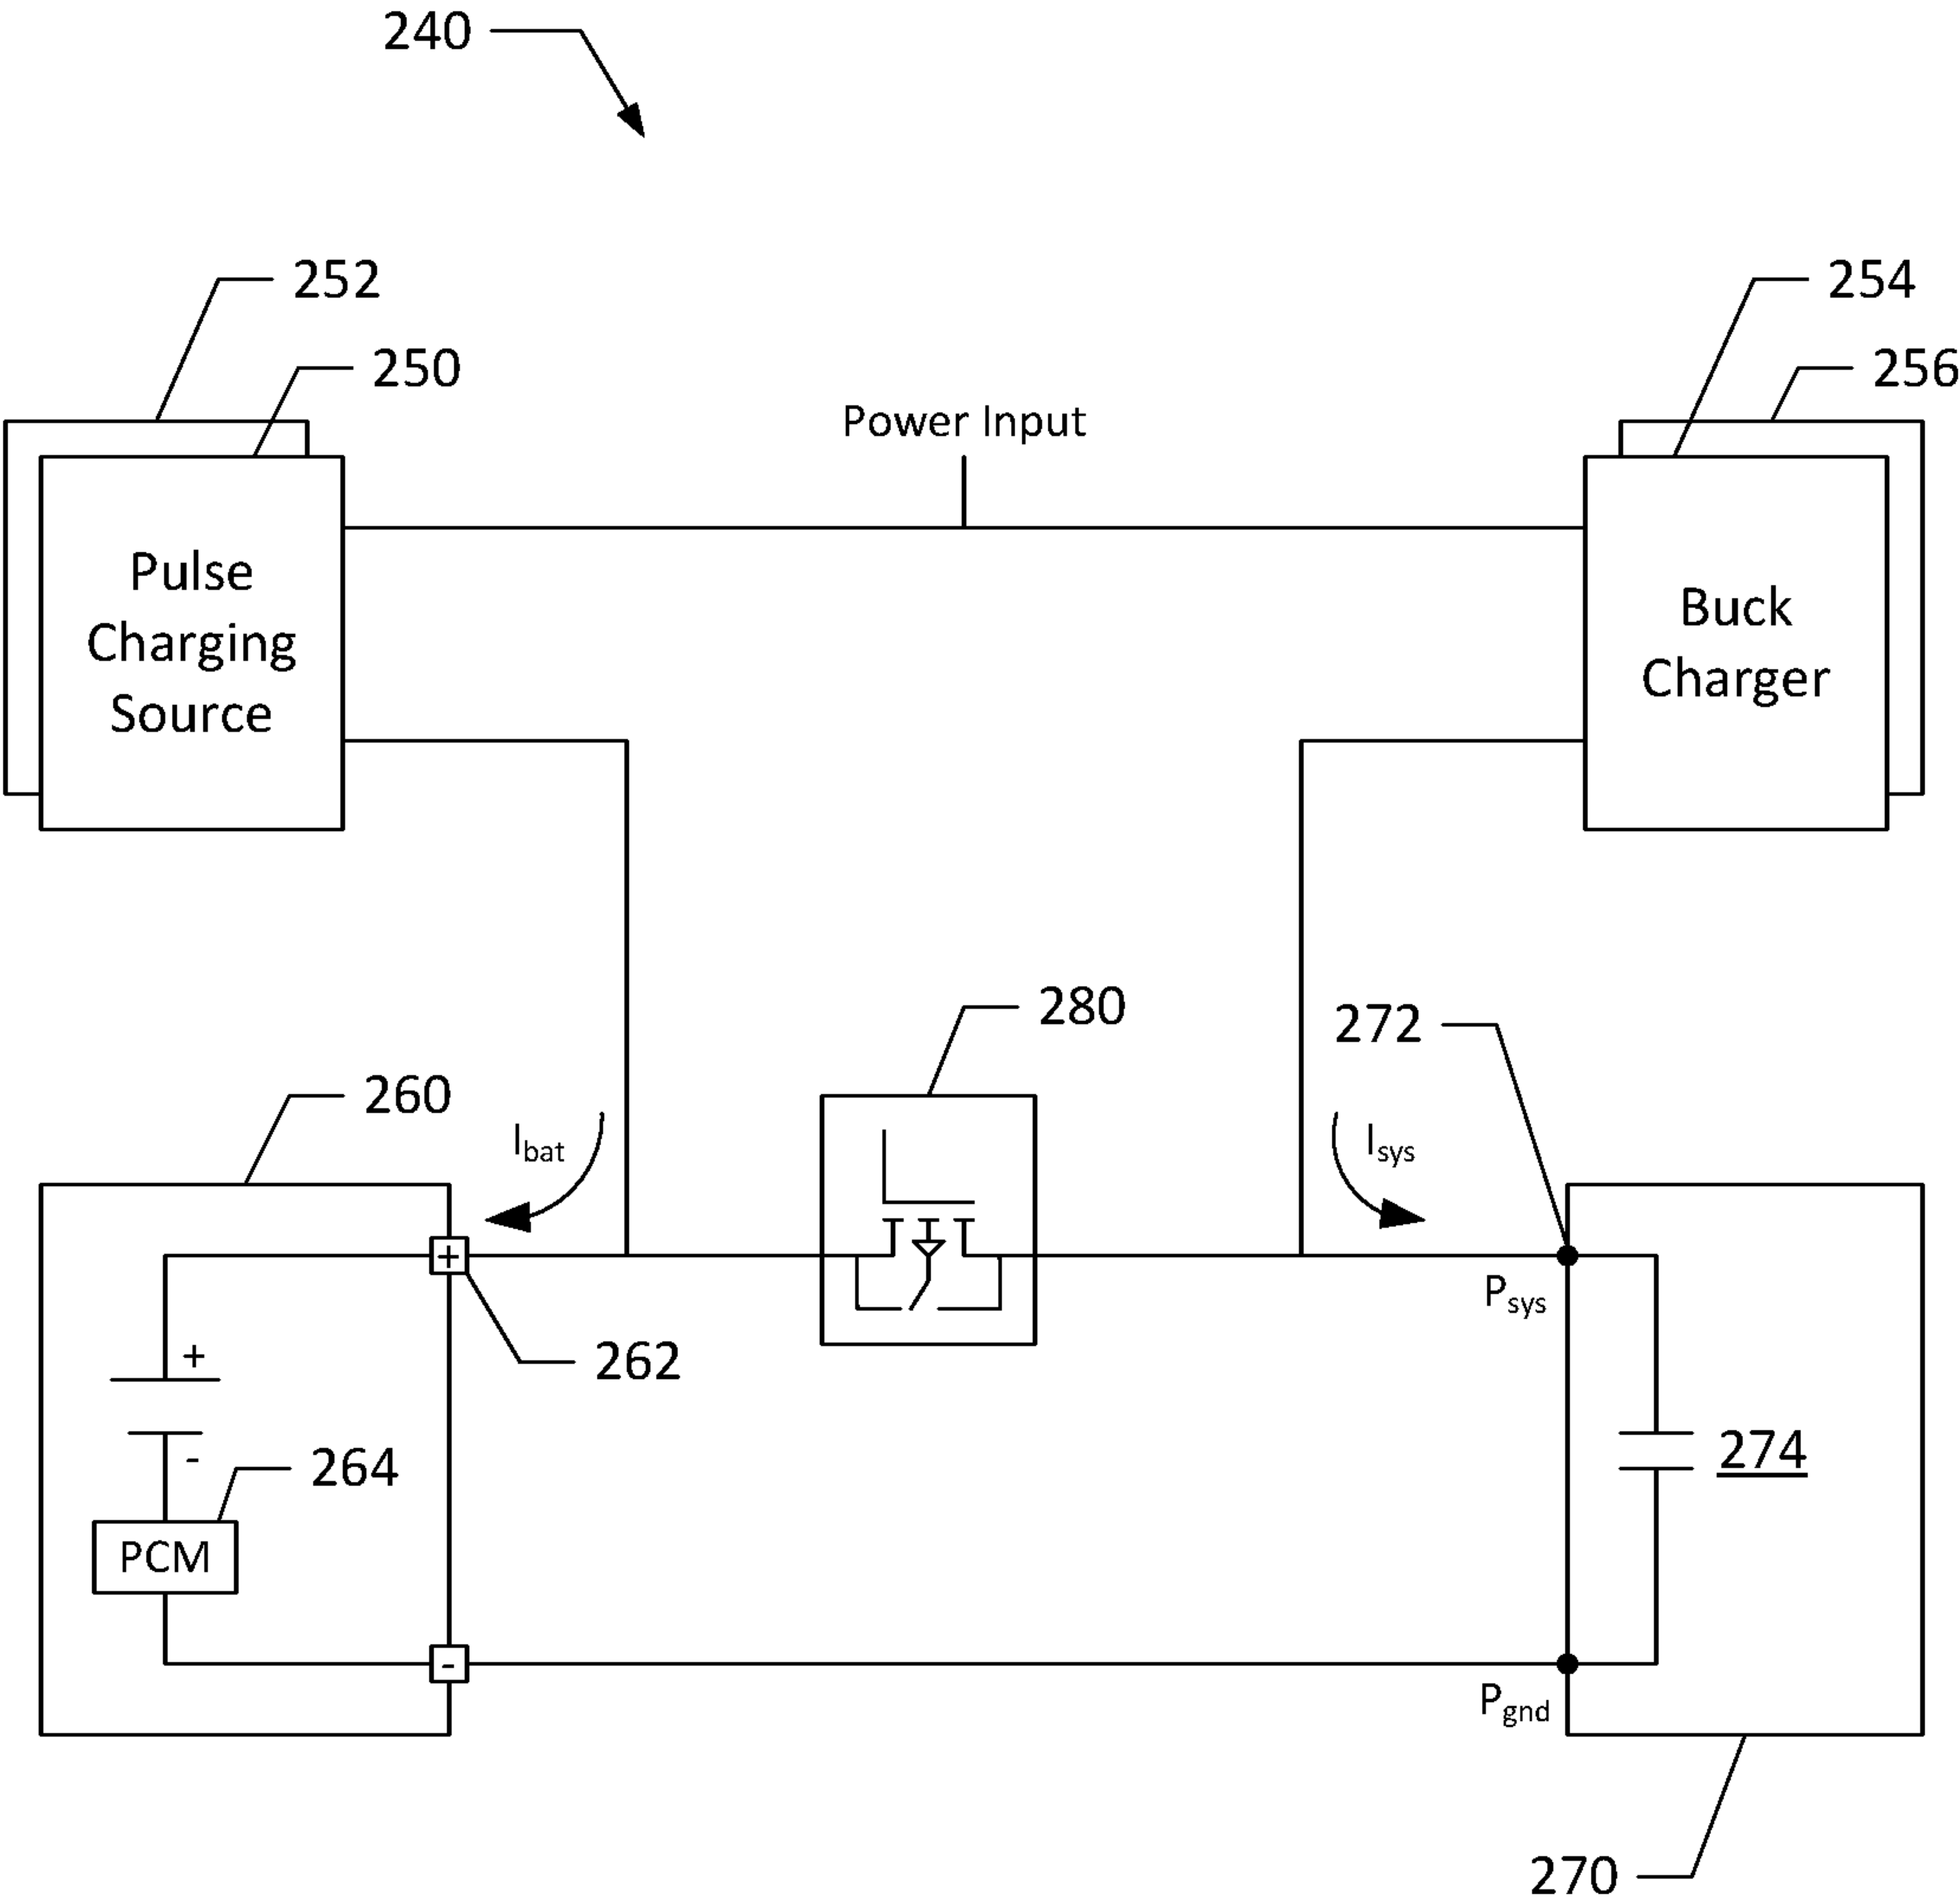 240
252
254
250
256
Power Input
Pulse
Charging
Source
Buck
Charger
280
272
260
Ibat
Isys
+
Psys
262
+
-
264
274
PCM
-
Pgnd
270